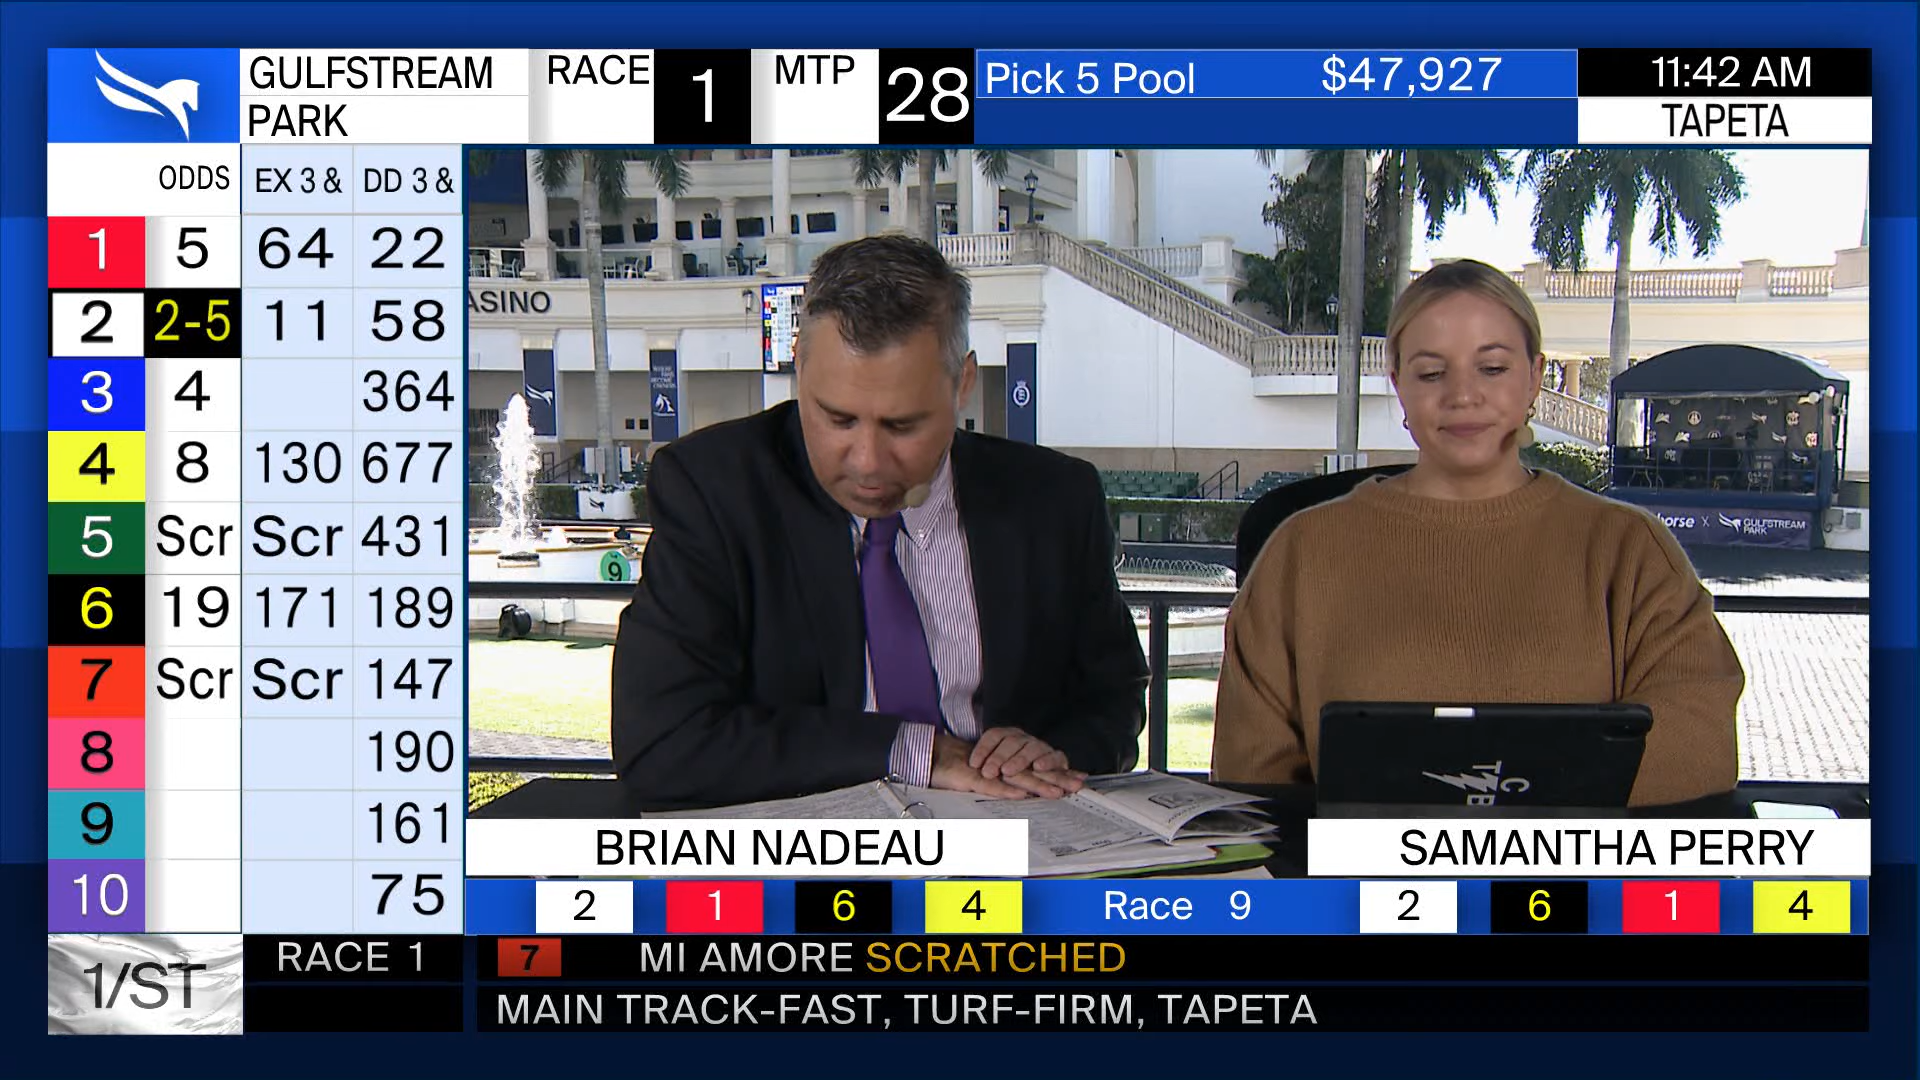 GULFSTREAM
PARK
RACE 1 MTP 28
Pick 5 Pool $47,927
11:42 AM
TAPETA
ODDS EX 3 & DD 3 &
1 5 64 22
2 2-5 11 58
3 4 364
4 8 130 677
5 Scr Scr 431
6 19 171 189
7 Scr Scr 147
8 190
9 161
10 75
ASINO
9
orse X GULFSTREAM
PARK
CTB
BRIAN NADEAU
SAMANTHA PERRY
2 1 6 4 Race 9 2 6 1 4
1/ST
RACE 1
7 MI AMORE SCRATCHED
MAIN TRACK-FAST, TURF-FIRM, TAPETA